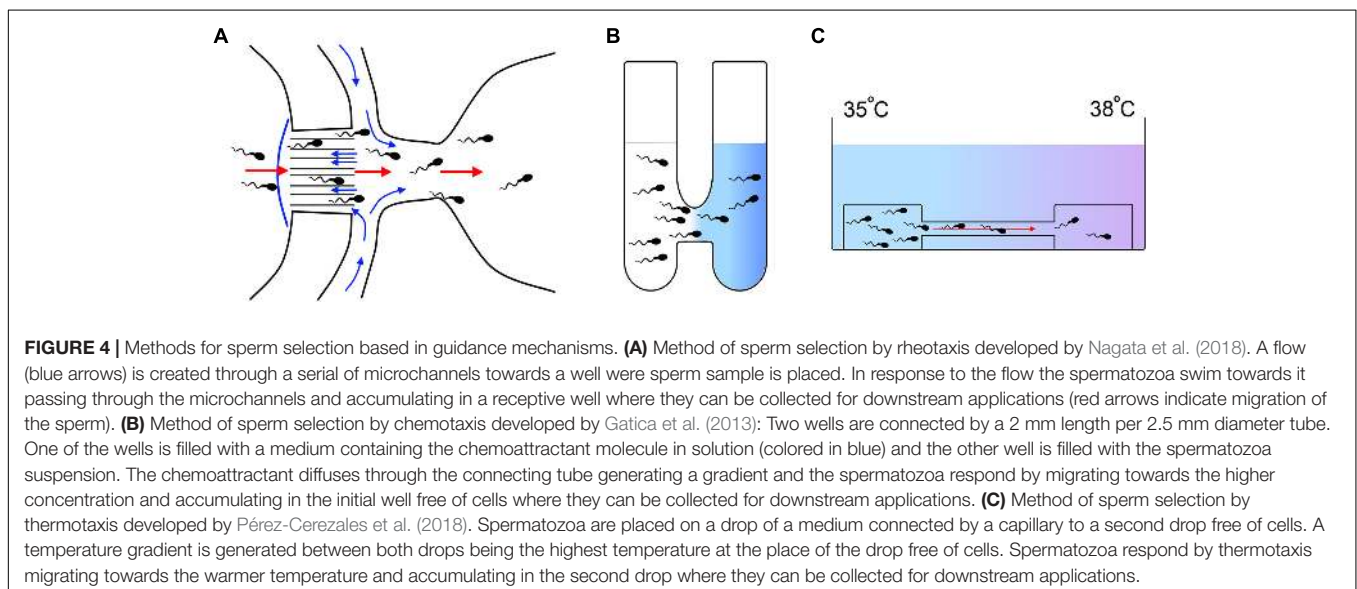 A
B
C
35°C
38°C
FIGURE 4 | Methods for sperm selection based in guidance mechanisms. (A) Method of sperm selection by rheotaxis developed by Nagata et al. (2018). A flow
(blue arrows) is created through a serial of microchannels towards a well were sperm sample is placed. In response to the flow the spermatozoa swim towards it
passing through the microchannels and accumulating in a receptive well where they can be collected for downstream applications (red arrows indicate migration of
the sperm). (B) Method of sperm selection by chemotaxis developed by Gatica et al. (2013): Two wells are connected by a 2 mm length per 2.5 mm diameter tube.
One of the wells is filled with a medium containing the chemoattractant molecule in solution (colored in blue) and the other well is filled with the spermatozoa
suspension. The chemoattractant diffuses through the connecting tube generating a gradient and the spermatozoa respond by migrating towards the higher
concentration and accumulating in the initial well free of cells where they can be collected for downstream applications. (C) Method of sperm selection by
thermotaxis developed by Pérez-Cerezales et al. (2018). Spermatozoa are placed on a drop of a medium connected by a capillary to a second drop free of cells. A
temperature gradient is generated between both drops being the highest temperature at the place of the drop free of cells. Spermatozoa respond by thermotaxis
migrating towards the warmer temperature and accumulating in the second drop where they can be collected for downstream applications.